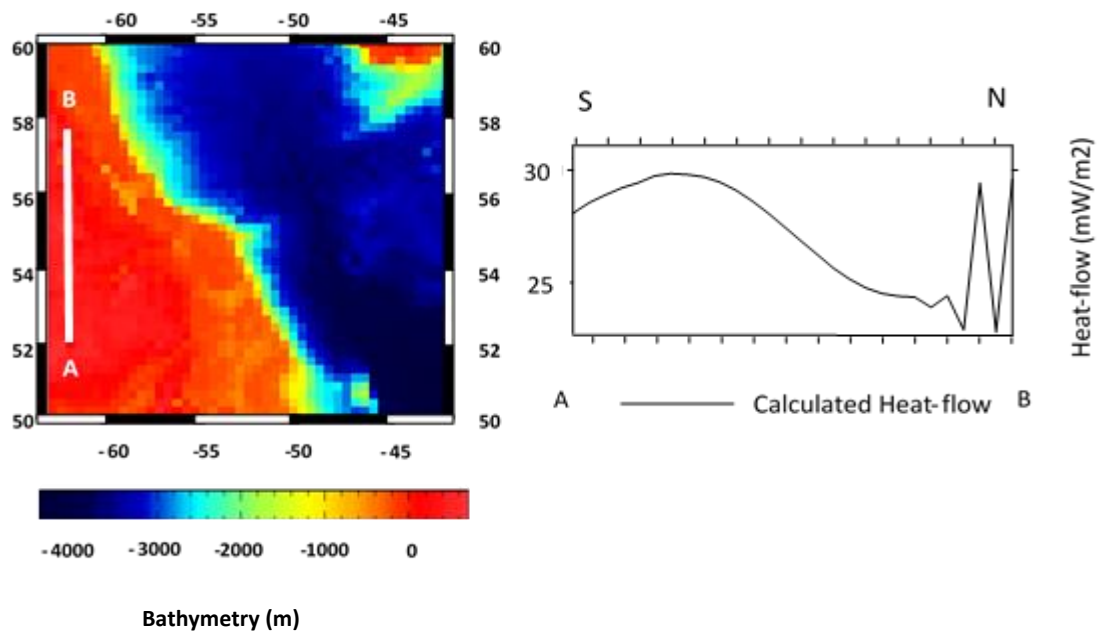 -60 -55 -50 -45
60 60
B
58 58
56 56
54 54
52 52
A
50 50
-60 -55 -50 -45
-4000 -3000 -2000 -1000 0
Bathymetry (m)
S N
30
25
Heat-flow (mW/m2)
A Calculated Heat-flow B